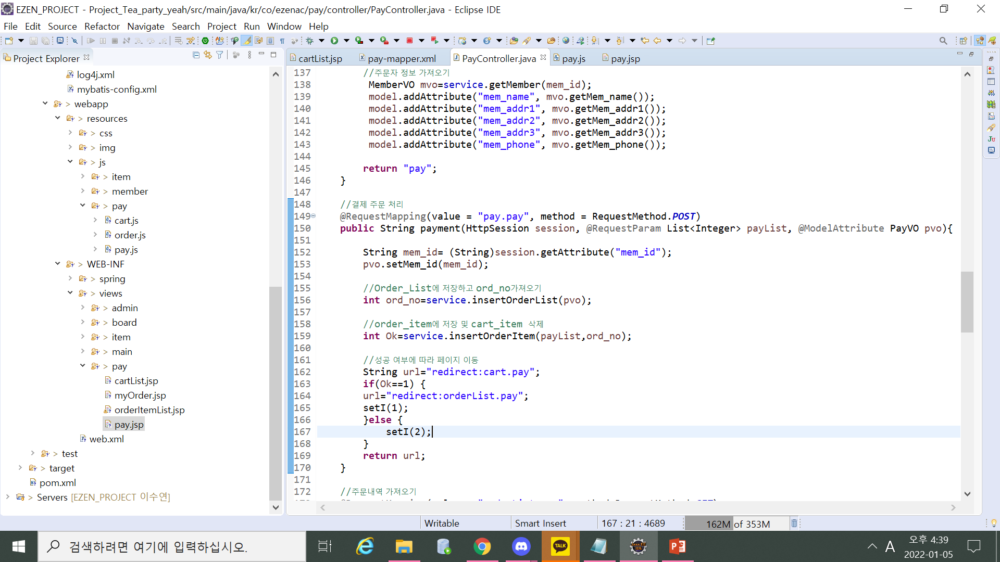 EZEN_PROJECT - Project_Tea_party_yeah/src/main/java/kr/co/ezenac/pay/controller/PayController.java - Eclipse IDE
File Edit Source Refactor Navigate Search Project Run Window Help
Project Explorer
log4j.xml
mybatis-config.xml
> webapp
> resources
> css
> img
> js
> item
> member
> pay
cart.js
order.js
pay.js
> WEB-INF
> spring
> views
> admin
> board
> item
> main
> pay
cartList.jsp
myOrder.jsp
orderItemList.jsp
pay.jsp
web.xml
> test
> target
pom.xml
> Servers [EZEN_PROJECT 이수연]
cartList.jsp pay-mapper.xml PayController.java pay.js pay.jsp
137 //주문자 정보 가져오기
138 MemberVO mvo=service.getMember(mem_id);
139 model.addAttribute("mem_name", mvo.getMem_name());
140 model.addAttribute("mem_addr1", mvo.getMem_addr1());
141 model.addAttribute("mem_addr2", mvo.getMem_addr2());
142 model.addAttribute("mem_addr3", mvo.getMem_addr3());
143 model.addAttribute("mem_phone", mvo.getMem_phone());
144
145 return "pay";
146 }
147
148 //결제 주문 처리
149 @RequestMapping(value = "pay.pay", method = RequestMethod.POST)
150 public String payment(HttpSession session, @RequestParam List<Integer> payList, @ModelAttribute PayVO pvo){
151
152 String mem_id= (String)session.getAttribute("mem_id");
153 pvo.setMem_id(mem_id);
154
155 //Order_List에 저장하고 ord_no가져오기
156 int ord_no=service.insertOrderList(pvo);
157
158 //order_item에 저장 및 cart_item 삭제
159 int Ok=service.insertOrderItem(payList,ord_no);
160
161 //성공 여부에 따라 페이지 이동
162 String url="redirect:cart.pay";
163 if(Ok==1) {
164 url="redirect:orderList.pay";
165 setI(1);
166 }else {
167 setI(2);
168 }
169 return url;
170 }
171
172 //주문내역 가져오기
Writable Smart Insert 167 : 21 : 4689 162M of 353M
검색하려면 여기에 입력하십시오.
TALK
Java EE IDE
A
오후 4:39
2022-01-05